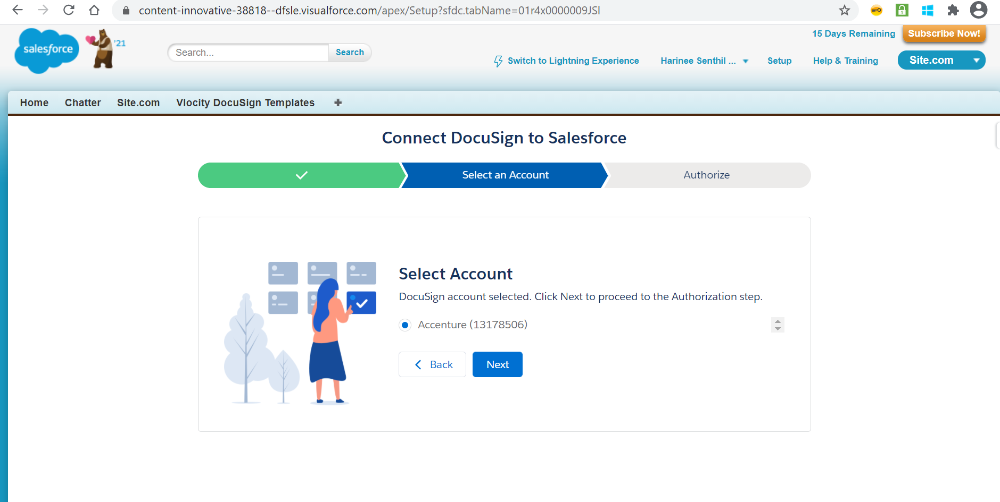 content-innovative-38818--dfsle.visualforce.com/apex/Setup?sfdc.tabName=01r4x0000009JSl
1
salesforce
'21
Search...
Search
15 Days Remaining
Subscribe Now!
Switch to Lightning Experience
Harinee Senthil ...
Setup
Help & Training
Site.com
Home
Chatter
Site.com
Vlocity DocuSign Templates
Connect DocuSign to Salesforce
Select an Account
Authorize
Select Account
DocuSign account selected. Click Next to proceed to the Authorization step.
Accenture (13178506)
Back
Next